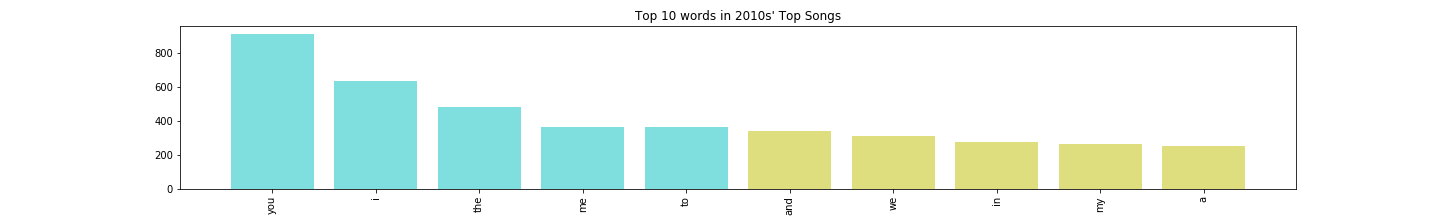 Top 10 words in 2010s' Top Songs
800
600
400
200
0
you
i
the
me
to
and
we
in
my
a